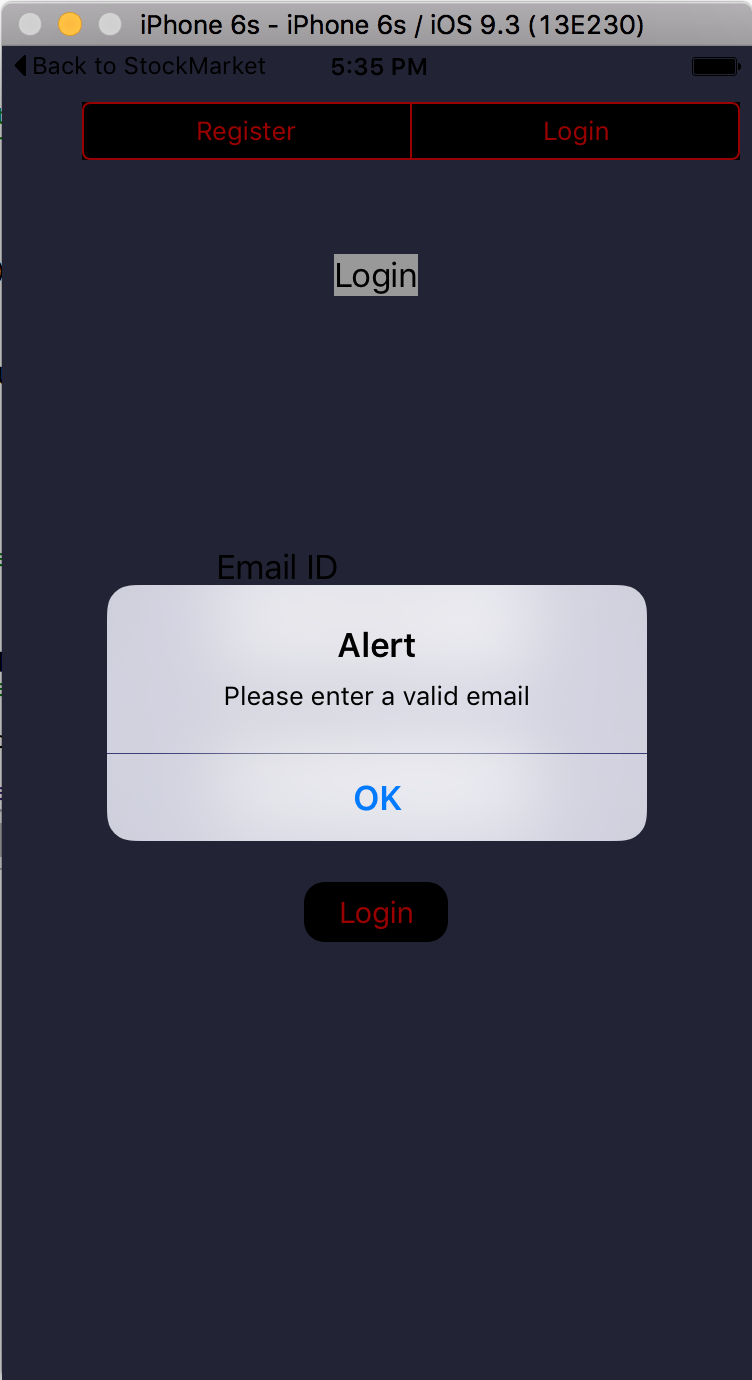 iPhone 6s - iPhone 6s / iOS 9.3 (13E230)
Back to StockMarket 5:35 PM
Register Login
Login
Email ID
Alert
Please enter a valid email
OK
Login